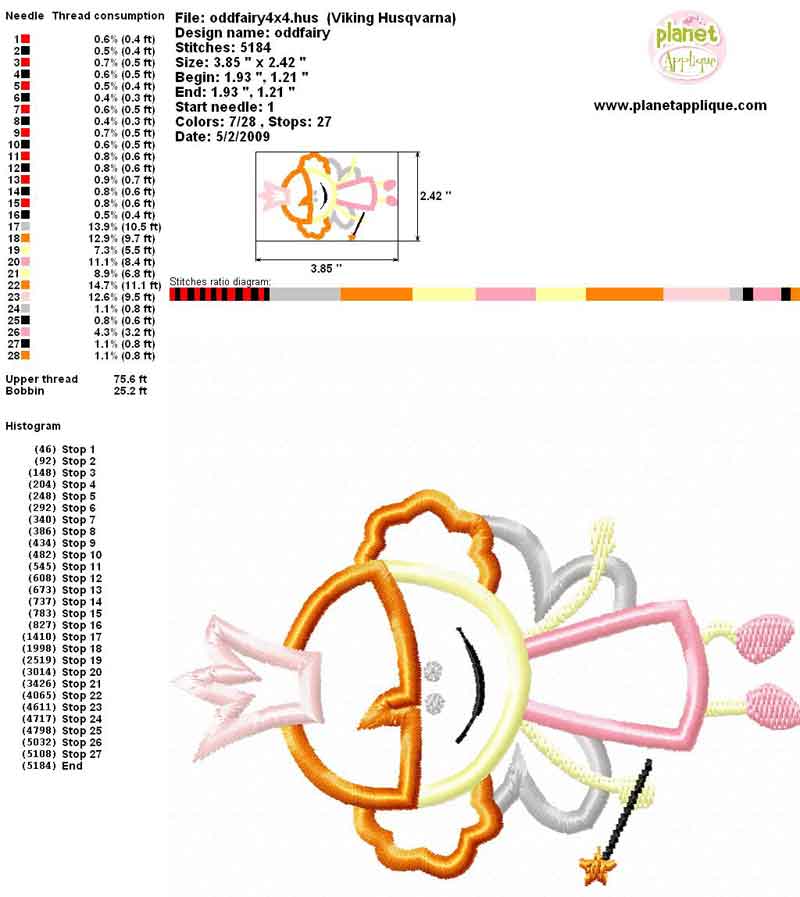 Needle Thread consumption
1 0.6% (0.4 ft)
2 0.5% (0.4 ft)
3 0.7% (0.5 ft)
4 0.6% (0.5 ft)
5 0.5% (0.4 ft)
6 0.4% (0.3 ft)
7 0.6% (0.5 ft)
8 0.4% (0.3 ft)
9 0.7% (0.5 ft)
10 0.6% (0.5 ft)
11 0.8% (0.6 ft)
12 0.8% (0.6 ft)
13 0.9% (0.7 ft)
14 0.8% (0.6 ft)
15 0.8% (0.6 ft)
16 0.5% (0.4 ft)
17 13.9% (10.5 ft)
18 12.9% (9.7 ft)
19 7.3% (5.5 ft)
20 11.1% (8.4 ft)
21 8.9% (6.8 ft)
22 14.7% (11.1 ft)
23 12.6% (9.5 ft)
24 1.1% (0.8 ft)
25 0.8% (0.6 ft)
26 4.3% (3.2 ft)
27 1.1% (0.8 ft)
28 1.1% (0.8 ft)
Upper thread 75.6 ft
Bobbin 25.2 ft
File: oddfairy4x4.hus (Viking Husqvarna)
Design name: oddfairy
Stitches: 5184
Size: 3.85 " x 2.42 "
Begin: 1.93 ", 1.21 "
End: 1.93 ", 1.21 "
Start needle: 1
Colors: 7/28 , Stops: 27
Date: 5/2/2009
planet
Applique
www.planetapplique.com
2.42 "
3.85 "
Stitches ratio diagram:
Histogram
(46) Stop 1
(92) Stop 2
(148) Stop 3
(204) Stop 4
(248) Stop 5
(292) Stop 6
(340) Stop 7
(386) Stop 8
(434) Stop 9
(482) Stop 10
(545) Stop 11
(608) Stop 12
(673) Stop 13
(737) Stop 14
(783) Stop 15
(827) Stop 16
(1410) Stop 17
(1998) Stop 18
(2519) Stop 19
(3014) Stop 20
(3426) Stop 21
(4065) Stop 22
(4611) Stop 23
(4717) Stop 24
(4798) Stop 25
(5032) Stop 26
(5108) Stop 27
(5184) End